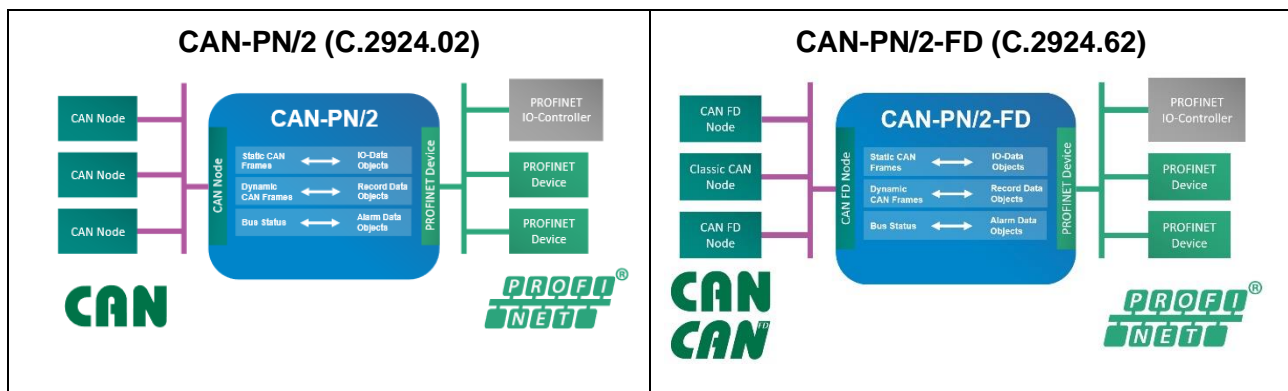 CAN-PN/2 (C.2924.02)
CAN Node
CAN Node
CAN Node
CAN Node
CAN-PN/2
Static CAN
Frames
IO-Data
Objects
Dynamic
CAN Frames
Record Data
Objects
Bus Status
Alarm Data
Objects
PROFINET Device
PROFINET
IO-Controller
PROFINET
Device
PROFINET
Device
CAN
PROFI
NET
®
CAN-PN/2-FD (C.2924.62)
CAN FD
Node
Classic CAN
Node
CAN FD
Node
CAN FD Node
CAN-PN/2-FD
Static CAN
Frames
IO-Data
Objects
Dynamic
CAN Frames
Record Data
Objects
Bus Status
Alarm Data
Objects
PROFINET Device
PROFINET
IO-Controller
PROFINET
Device
PROFINET
Device
CAN
CAN FD
PROFI
NET
®